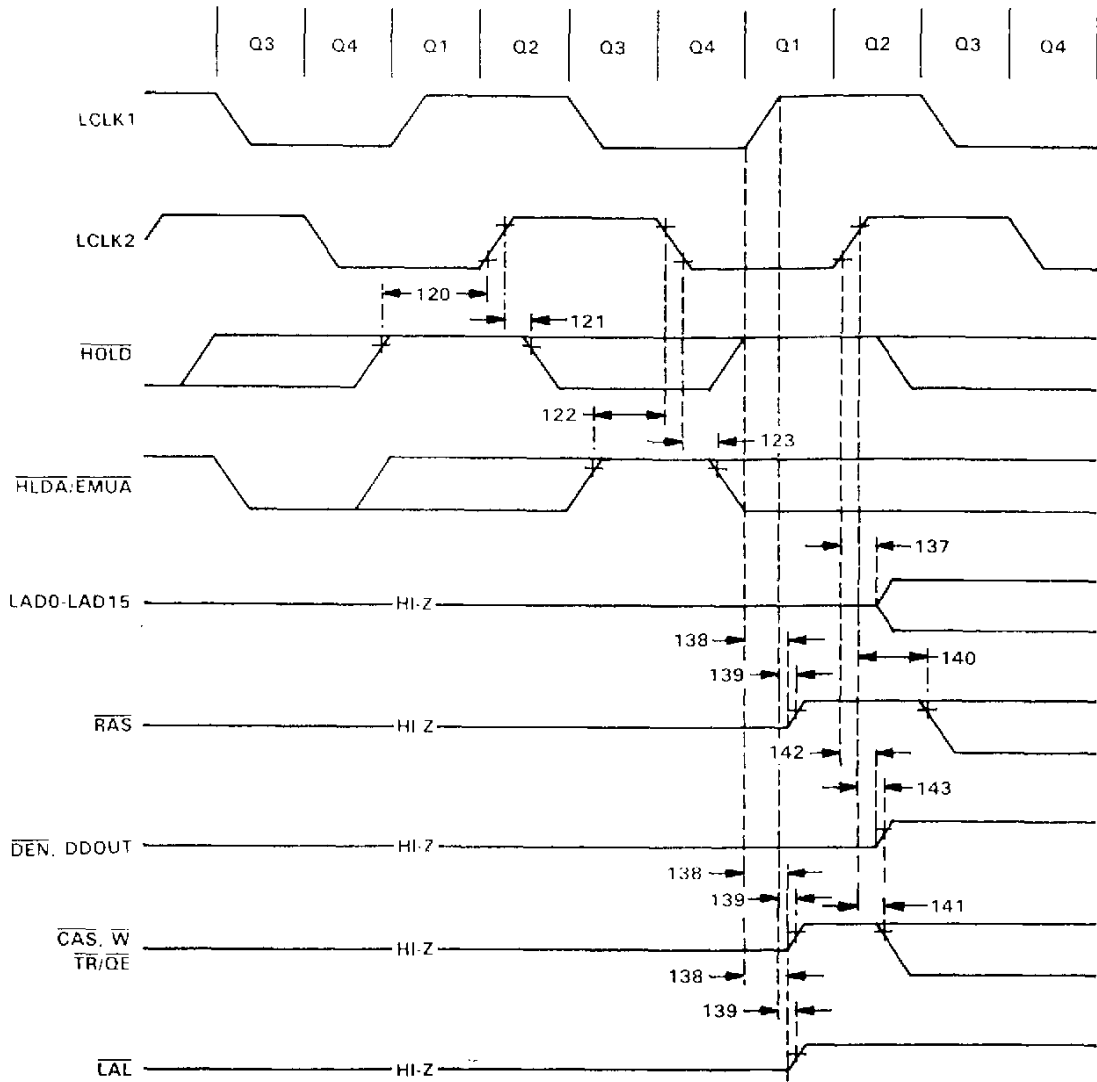 Q3 Q4 Q1 Q2 Q3 Q4 Q1 Q2 Q3 Q4
LCLK1
LCLK2
120
121
HOLD
122
123
HLDA/EMUA
137
LAD0-LAD15 HI-Z
138
140
139
RAS HI-Z
142
143
DEN, DDOUT HI-Z
138
139
141
CAS, W
TR/QE
HI-Z
138
139
LAL HI-Z